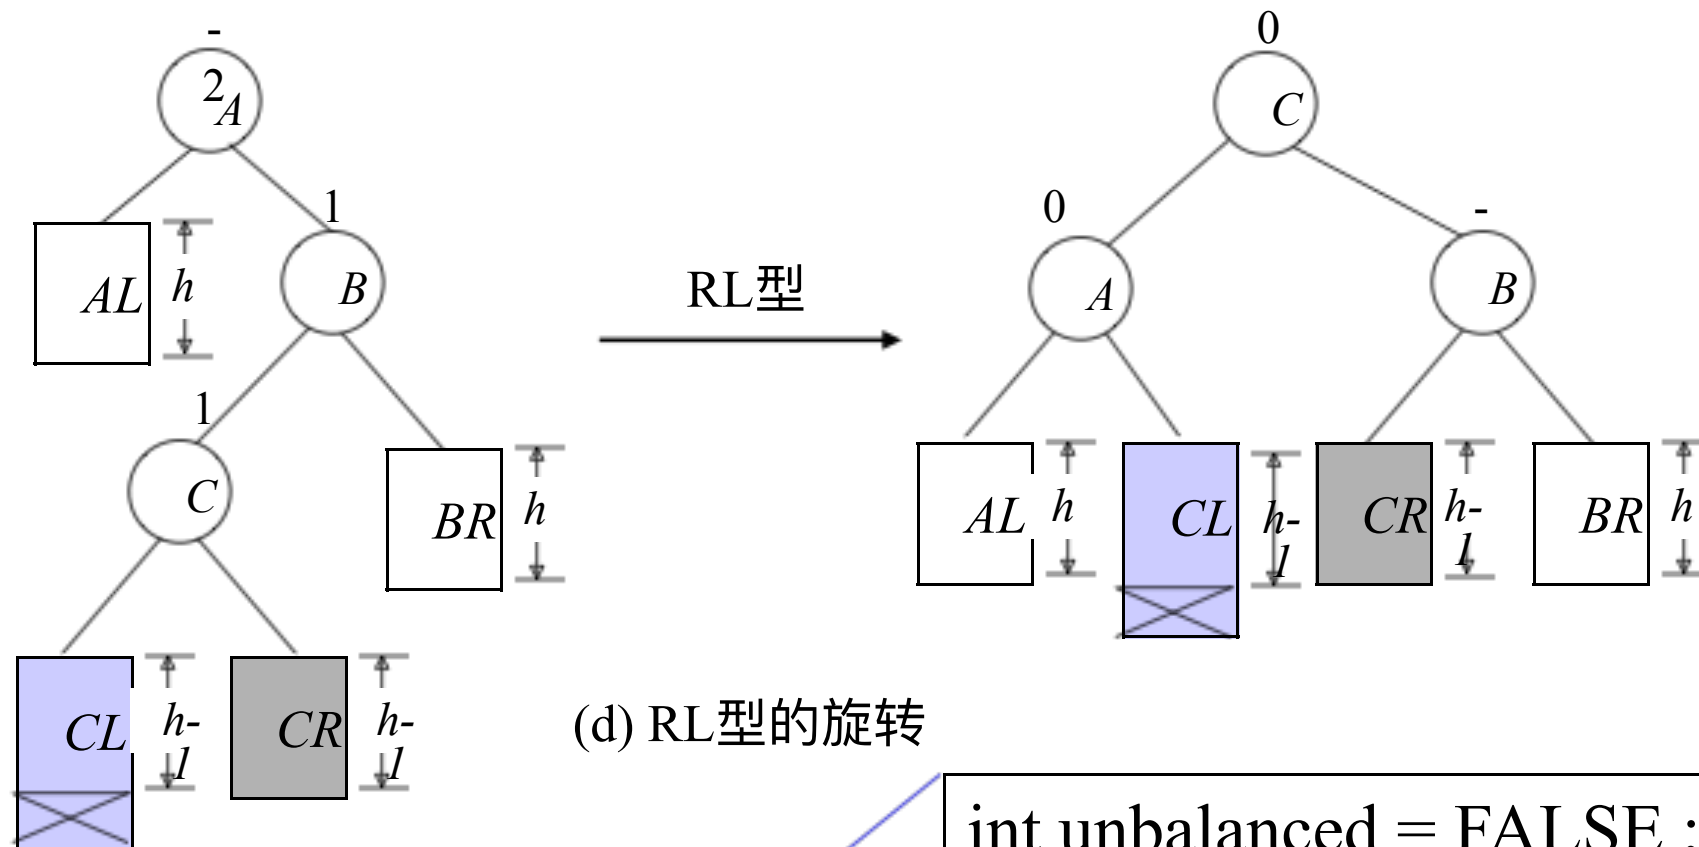 -
2
A
1
AL
h
B
1
C
BR
h
CL
h-
1
CR
h-
1
RL型
0
C
0
-
A
B
AL
h
CL
h-
1
CR
h-
1
BR
h
(d) RL型的旋转
int unbalanced = FALSE ;